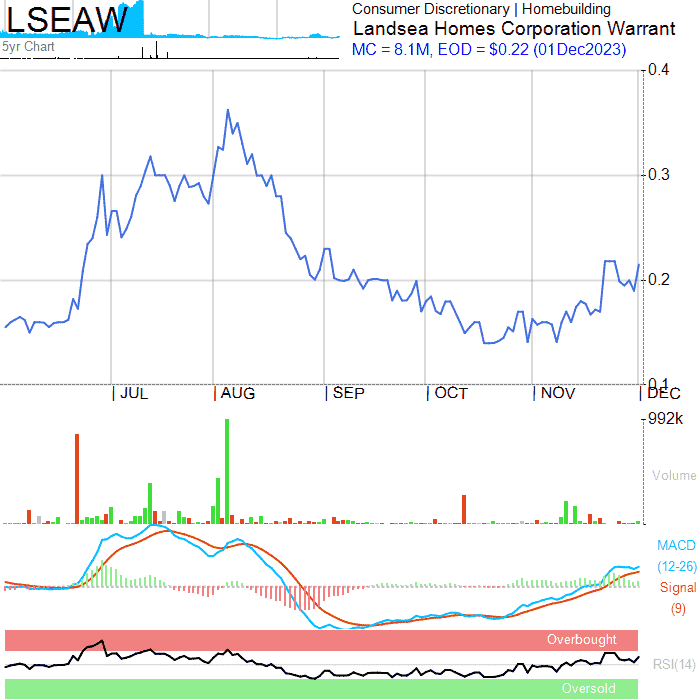 LSEAW
5yr Chart
Consumer Discretionary | Homebuilding
Landsea Homes Corporation Warrant
MC = 8.1M, EOD = $0.22 (01Dec2023)
0.4
0.3
0.2
0.1
JUL AUG SEP OCT NOV DEC
992k
Volume
MACD
(12-26)
Signal
(9)
Overbought
RSI(14)
Oversold